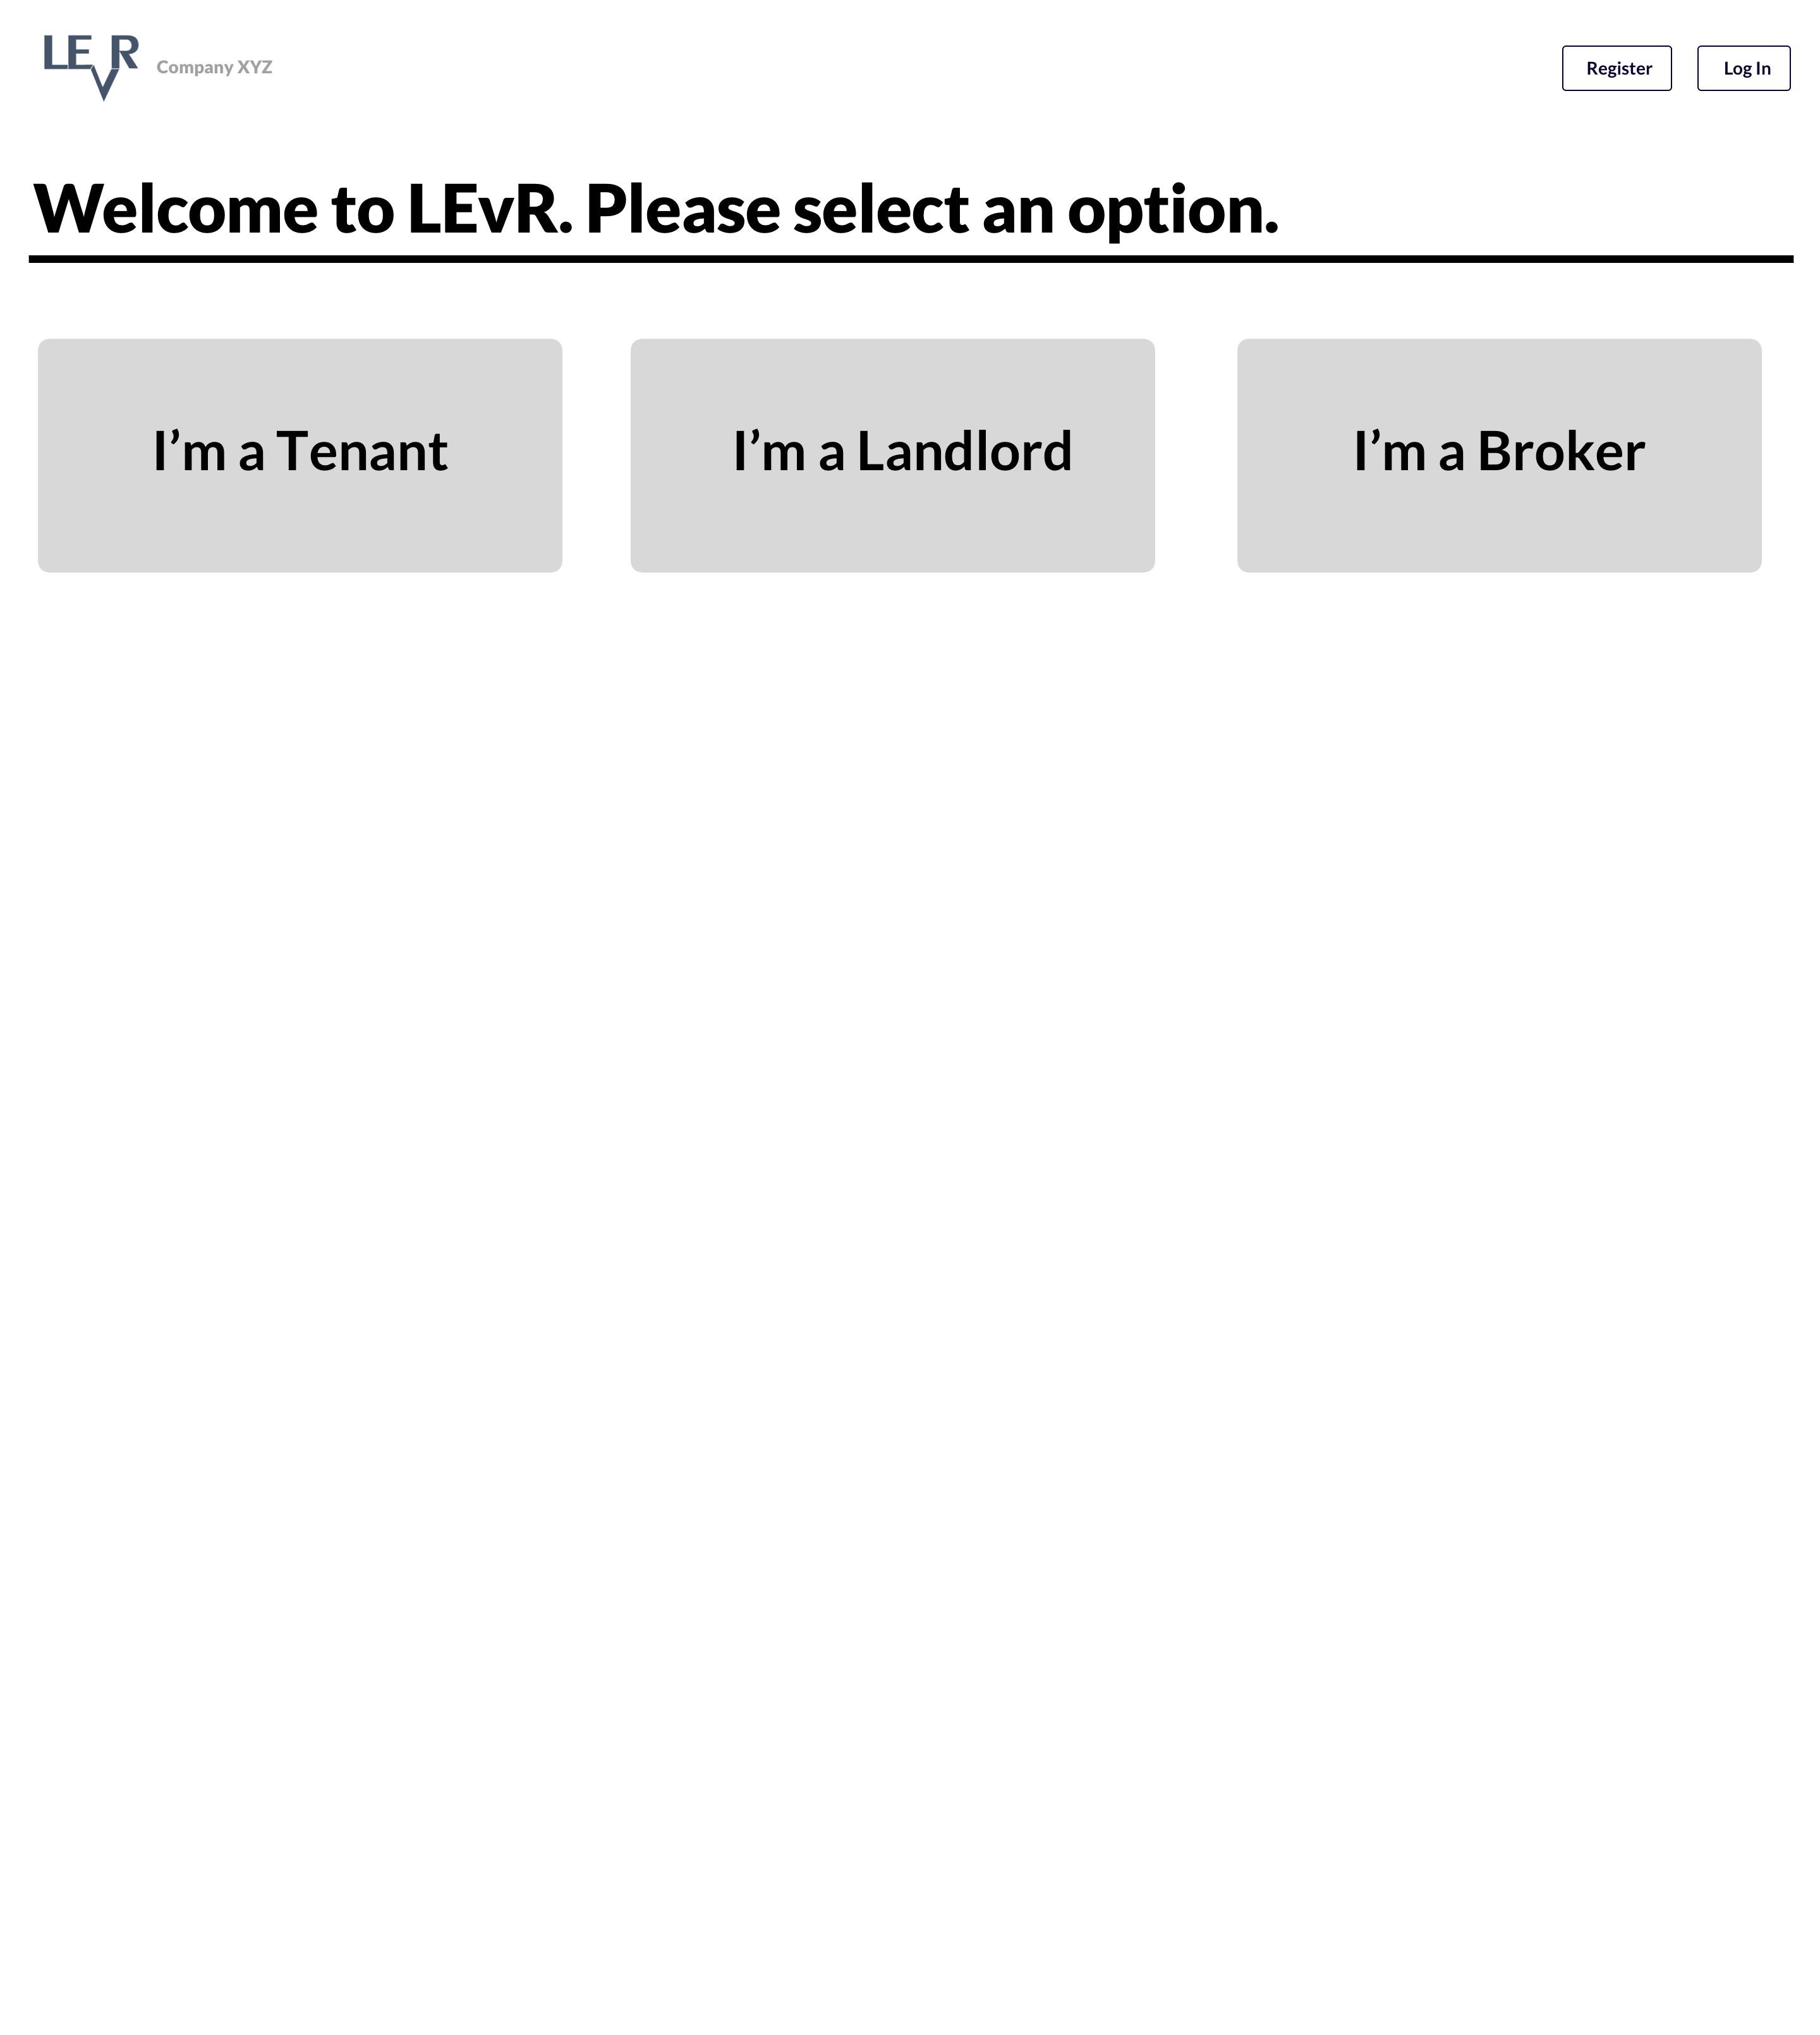 LEVR
Company XYZ
Register
Log In
Welcome to LEvR. Please select an option.
I’m a Tenant
I’m a Landlord
I’m a Broker